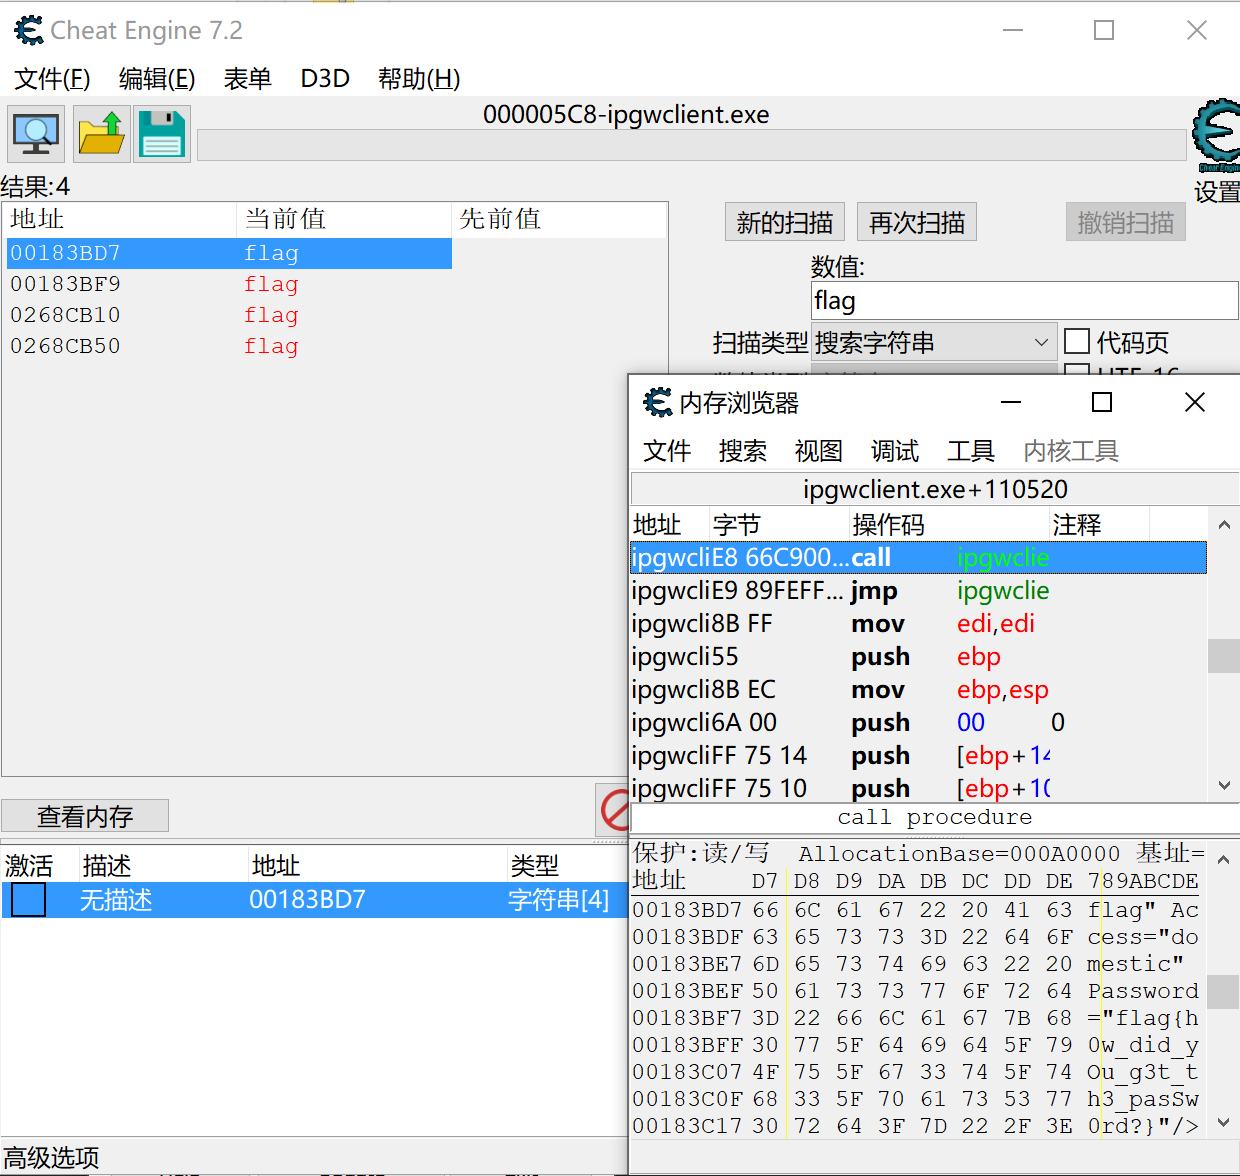 Cheat Engine 7.2
文件(F) 编辑(E) 表单 D3D 帮助(H)
000005C8-ipgwclient.exe
Cheat Engine
设置
结果:4
地址 当前值 先前值
00183BD7 flag
00183BF9 flag
0268CB10 flag
0268CB50 flag
新的扫描 再次扫描 撤销扫描
数值:
flag
扫描类型 搜索字符串 代码页
UTF-16
查看内存
激活 描述 地址 类型
无描述 00183BD7 字符串[4]
高级选项
内存浏览器
文件 搜索 视图 调试 工具 内核工具
ipgwclient.exe+110520
地址 字节 操作码 注释
ipgwcliE8 66C900... call ipgwclie
ipgwcliE9 89FEFF... jmp ipgwclie
ipgwcli8B FF mov edi,edi
ipgwcli55 push ebp
ipgwcli8B EC mov ebp,esp
ipgwcli6A 00 push 00 0
ipgwcliFF 75 14 push [ebp+14
ipgwcliFF 75 10 push [ebp+10
call procedure
保护:读/写 AllocationBase=000A0000 基址=
地址 D7 D8 D9 DA DB DC DD DE 789ABCDE
00183BD7 66 6C 61 67 22 20 41 63 flag" Ac
00183BDF 63 65 73 73 3D 22 64 6F cess="do
00183BE7 6D 65 73 74 69 63 22 20 mestic"
00183BEF 50 61 73 73 77 6F 72 64 Password
00183BF7 3D 22 66 6C 61 67 7B 68 ="flag{h
00183BFF 30 77 5F 64 69 64 5F 79 0w_did_y
00183C07 4F 75 5F 67 33 74 5F 74 Ou_g3t_t
00183C0F 68 33 5F 70 61 73 53 77 h3_pasSw
00183C17 30 72 64 3F 7D 22 2F 3E 0rd?}"/>